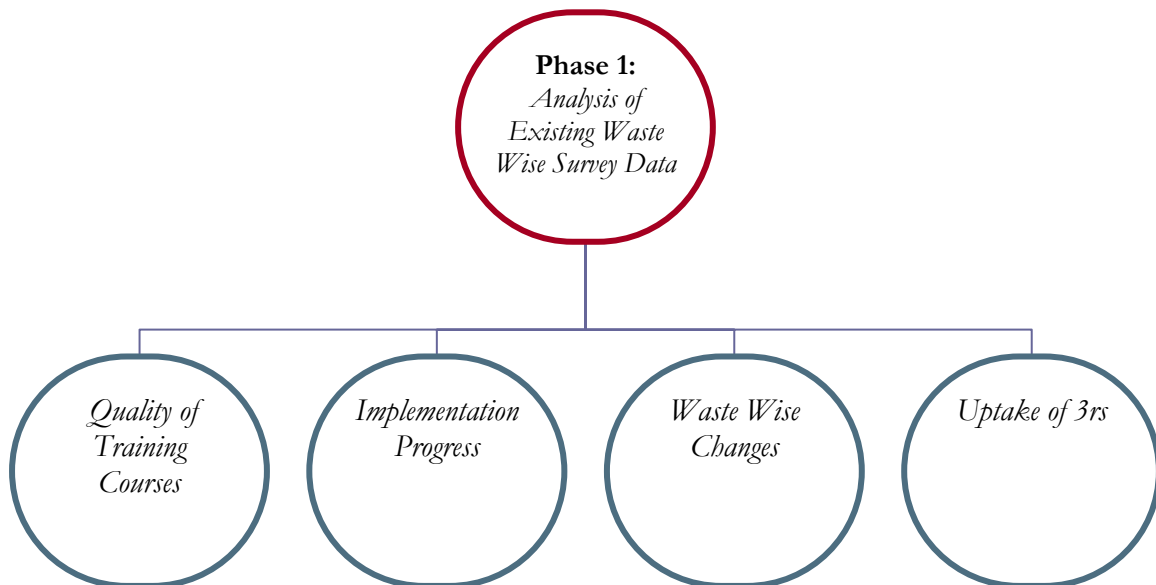 Phase 1:
Analysis of
Existing Waste
Wise Survey Data
Quality of
Training
Courses
Implementation
Progress
Waste Wise
Changes
Uptake of 3rs